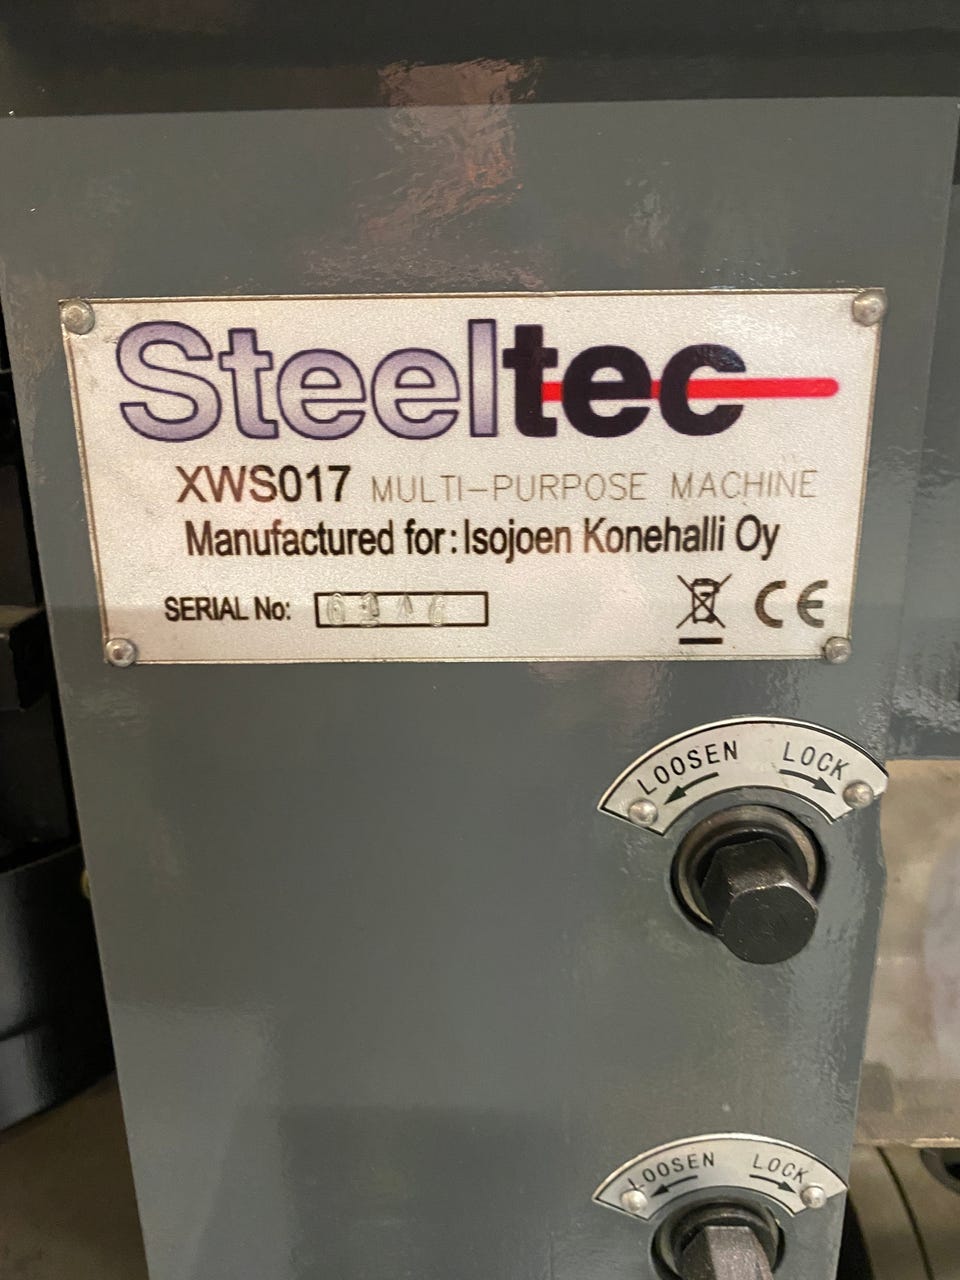 Steeltec
XWS017 MULTI-PURPOSE MACHINE
Manufactured for: Isojoen Konehalli Oy
SERIAL No:
CE
LOOSEN LOCK
LOOSEN LOCK